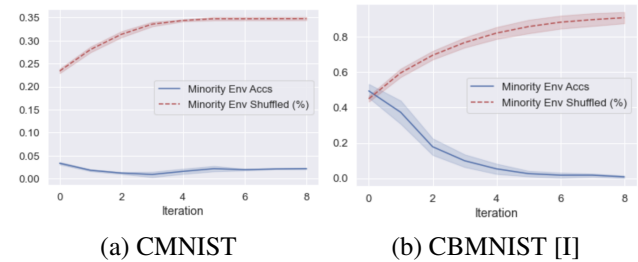 0.35
0.30
0.25
0.20
0.15
0.10
0.05
0.00
Minority Env Accs
Minority Env Shuffled (%)
0 2 4 6 8
Iteration
(a) CMNIST
0.8
0.6
0.4
0.2
0.0
Minority Env Accs
Minority Env Shuffled (%)
0 2 4 6 8
Iteration
(b) CBMNIST [I]